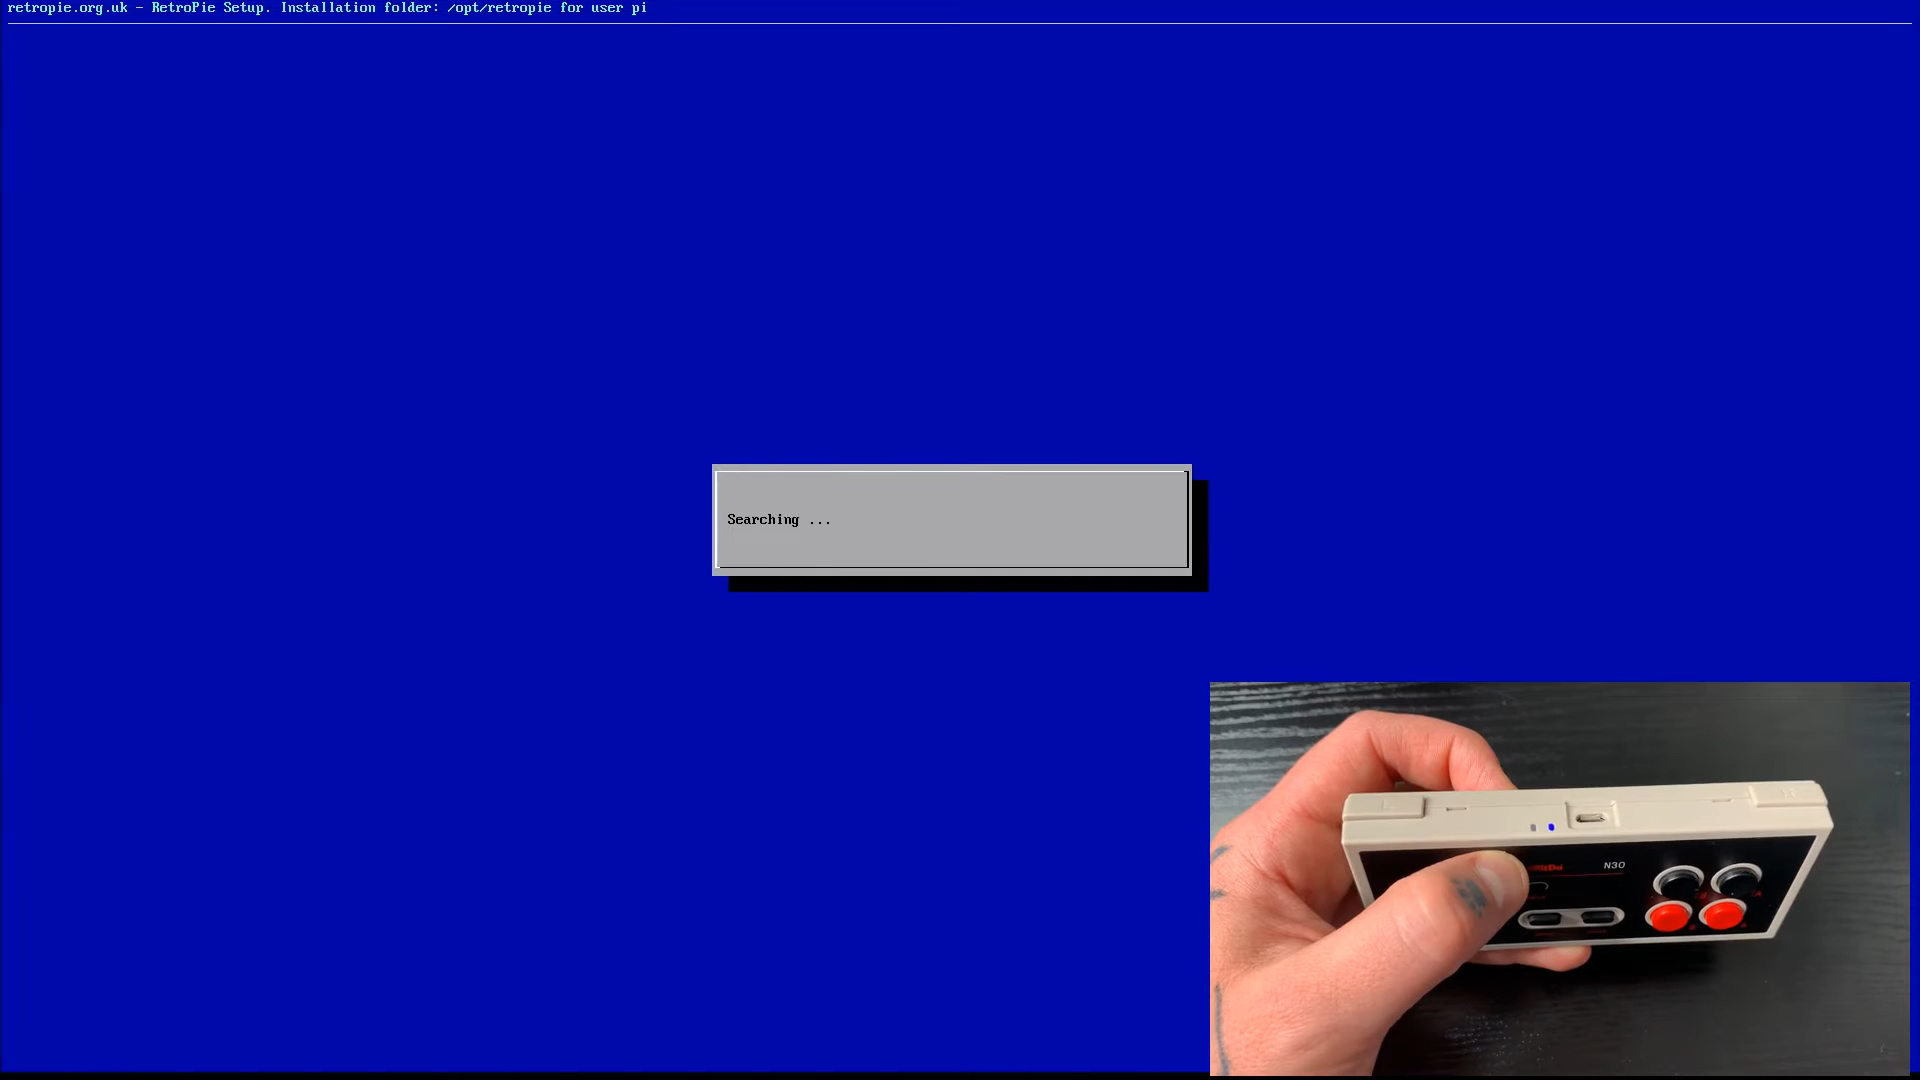 retropie.org.uk - RetroPie Setup. Installation folder: /opt/retropie for user pi
Searching ...
N30